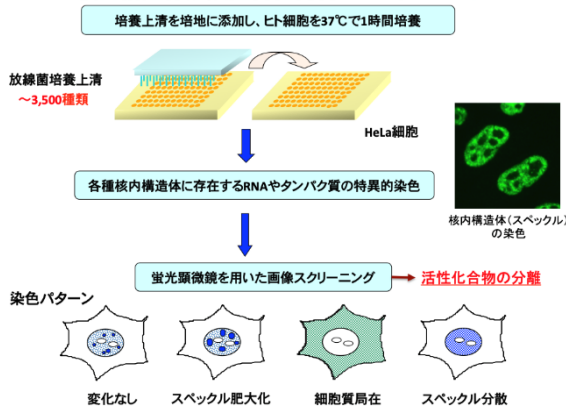 培養上清を培地に添加し、ヒト細胞を37℃で1時間培養
放線菌培養上清
～3,500種類
HeLa細胞
各種核内構造体に存在するRNAやタンパク質の特異的染色
核内構造体(スペックル)
の染色
蛍光顕微鏡を用いた画像スクリーニング
活性化合物の分離
染色パターン
変化なし
スペックル肥大化
細胞質局在
スペックル分散